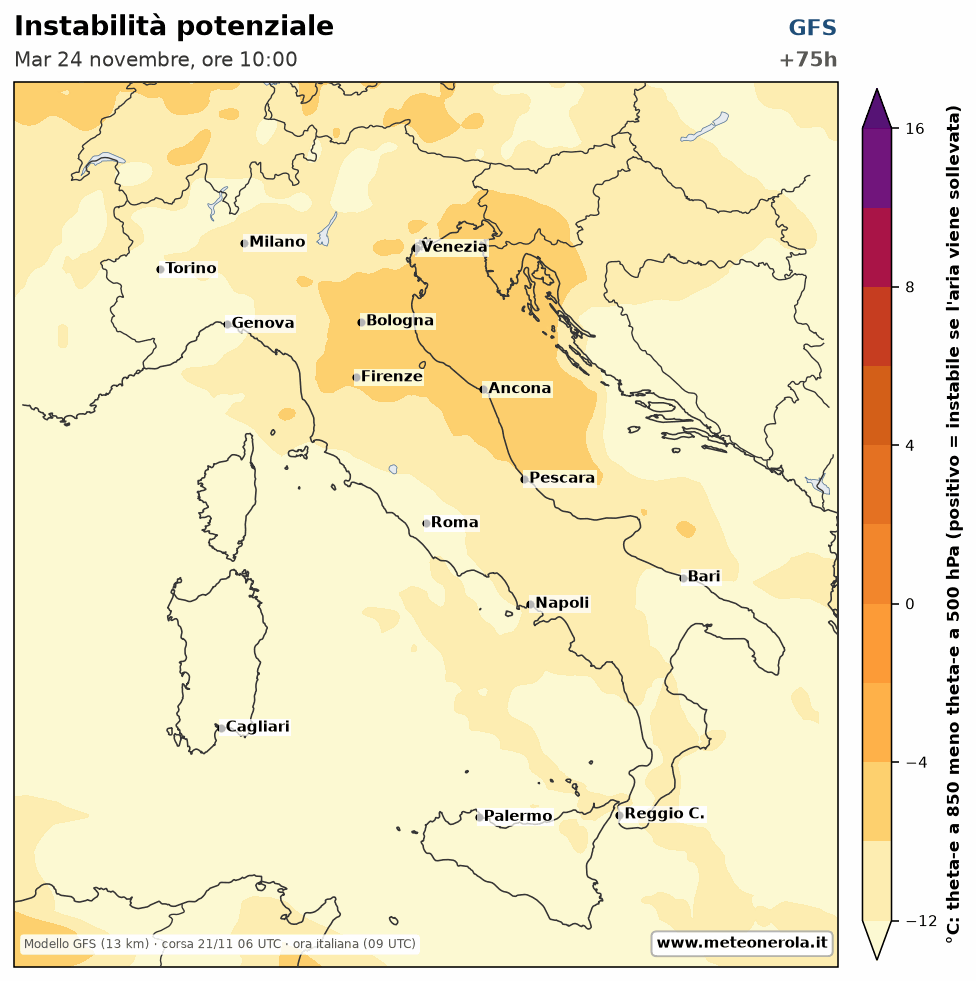 Instabilità potenziale
GFS
Mar 24 novembre, ore 10:00
+75h
Milano
Venezia
Torino
Genova
Bologna
Firenze
Ancona
Pescara
Roma
Bari
Napoli
Cagliari
Palermo
Reggio C.
Modello GFS (13 km) · corsa 21/11 06 UTC · ora italiana (09 UTC)
www.meteonerola.it
16
8
4
0
−4
−12
°C: theta-e a 850 meno theta-e a 500 hPa (positivo = instabile se l'aria viene sollevata)